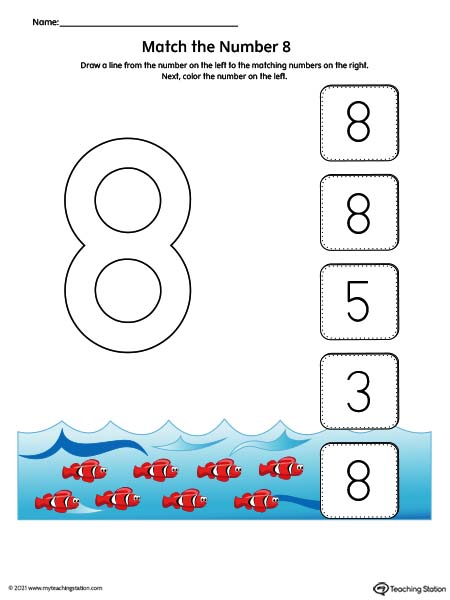 Name:
Match the Number 8
Draw a line from the number on the left to the matching numbers on the right.
Next, color the number on the left.
8
8
8
5
3
8
© 2021 www.myteachingstation.com
Teaching Station